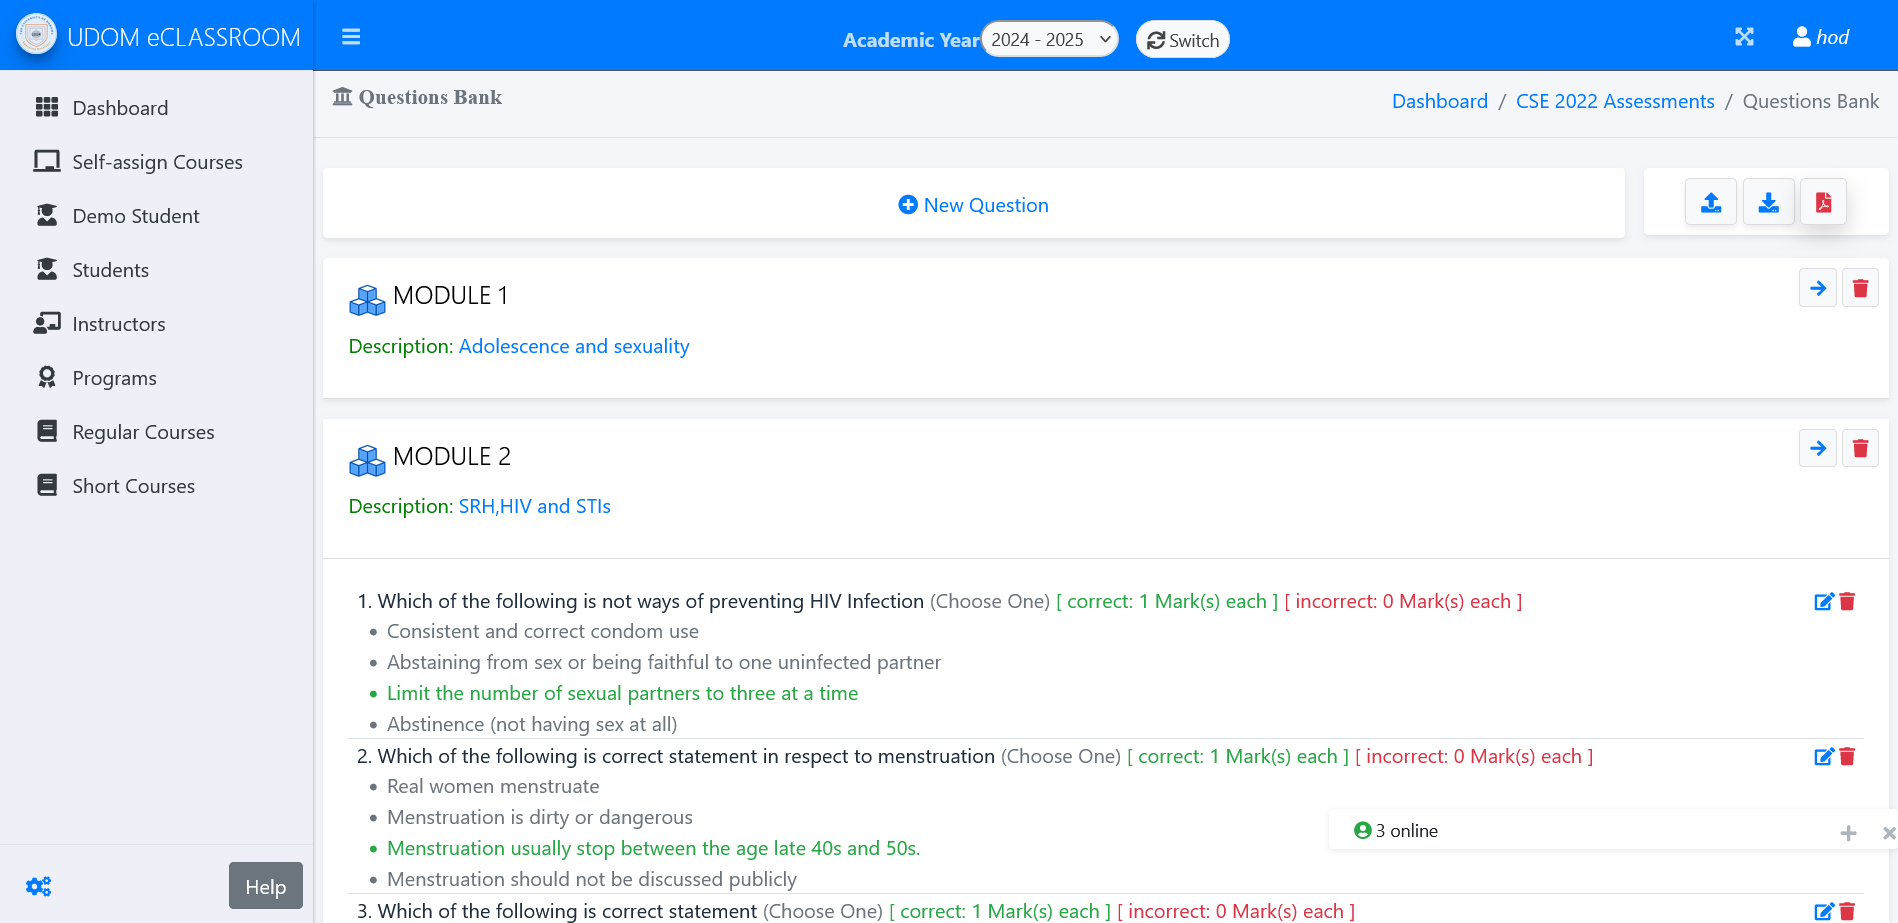 UDOM eCLASSROOM
Academic Year 2024 - 2025 Switch
hod
Dashboard
Self-assign Courses
Demo Student
Students
Instructors
Programs
Regular Courses
Short Courses
Help
Questions Bank
Dashboard / CSE 2022 Assessments / Questions Bank
New Question
MODULE 1
Description: Adolescence and sexuality
MODULE 2
Description: SRH,HIV and STIs
1. Which of the following is not ways of preventing HIV Infection (Choose One) [ correct: 1 Mark(s) each ] [ incorrect: 0 Mark(s) each ]
• Consistent and correct condom use
• Abstaining from sex or being faithful to one uninfected partner
• Limit the number of sexual partners to three at a time
• Abstinence (not having sex at all)
2. Which of the following is correct statement in respect to menstruation (Choose One) [ correct: 1 Mark(s) each ] [ incorrect: 0 Mark(s) each ]
• Real women menstruate
• Menstruation is dirty or dangerous
• Menstruation usually stop between the age late 40s and 50s.
• Menstruation should not be discussed publicly
3. Which of the following is correct statement (Choose One) [ correct: 1 Mark(s) each ] [ incorrect: 0 Mark(s) each ]
3 online